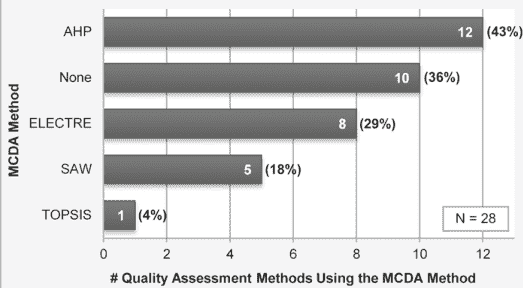 AHP
12 (43%)
None
10 (36%)
ELECTRE
8 (29%)
SAW
5 (18%)
TOPSIS
1 (4%)
MCDA Method
N = 28
0 2 4 6 8 10 12
# Quality Assessment Methods Using the MCDA Method